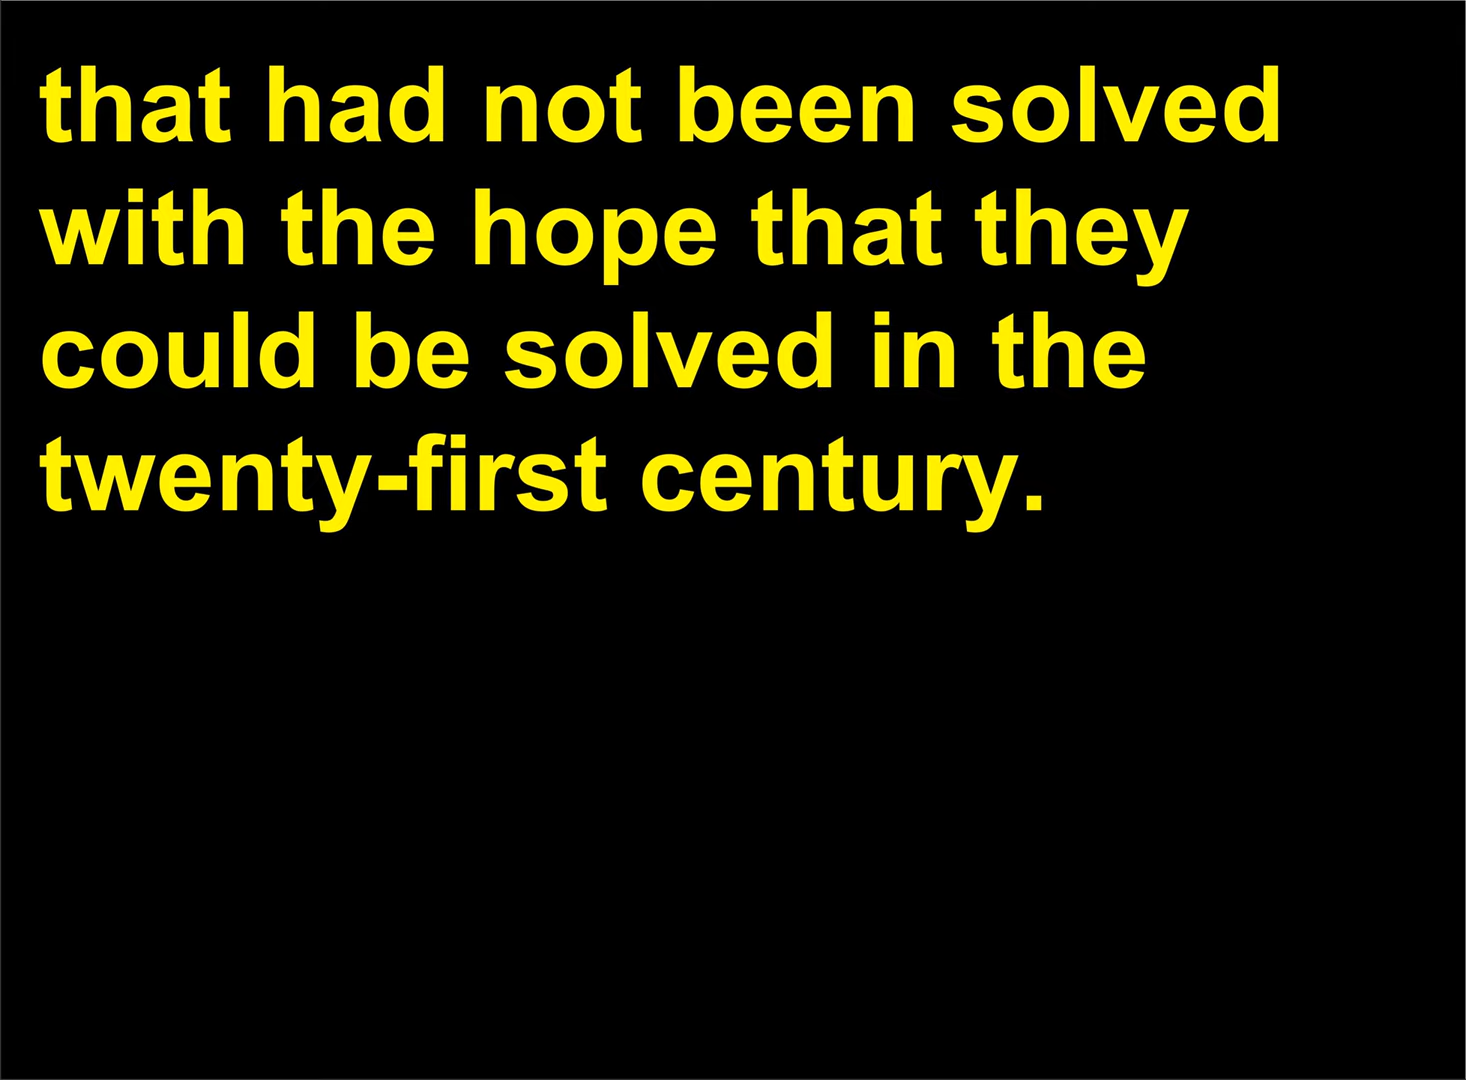 that had not been solved
with the hope that they
could be solved in the
twenty-first century.